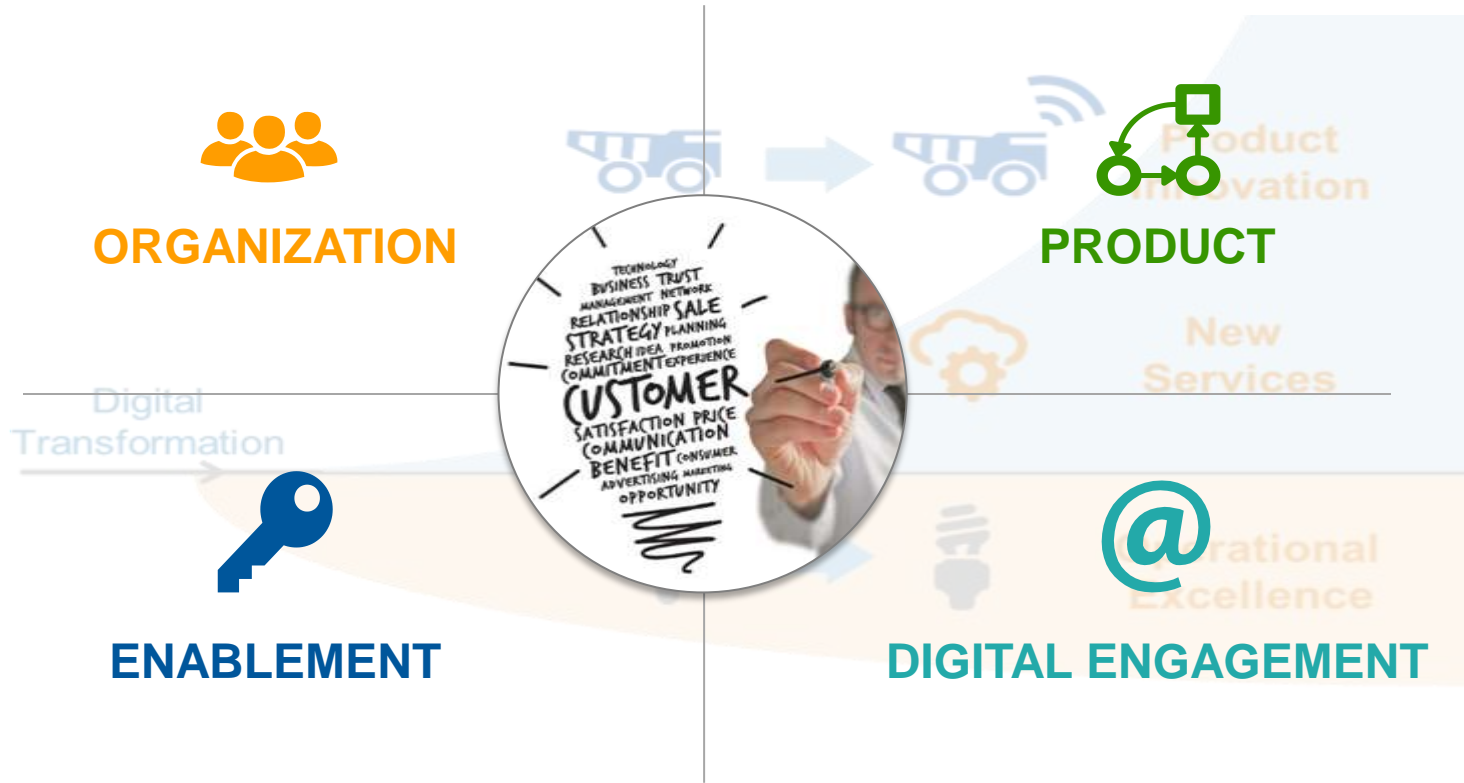 ORGANIZATION
PRODUCT
Product
Innovation
New
Services
Digital
Transformation
TECHNOLOGY
BUSINESS TRUST
MANAGEMENT NETWORK
RELATIONSHIP SALE
STRATEGY PLANNING
RESEARCH IDEA PROMOTION
COMMITMENT EXPERIENCE
CUSTOMER
SATISFACTION PRICE
COMMUNICATION
BENEFIT CONSUMER
ADVERTISING MARKETING
OPPORTUNITY
@
Operational
Excellence
ENABLEMENT
DIGITAL ENGAGEMENT